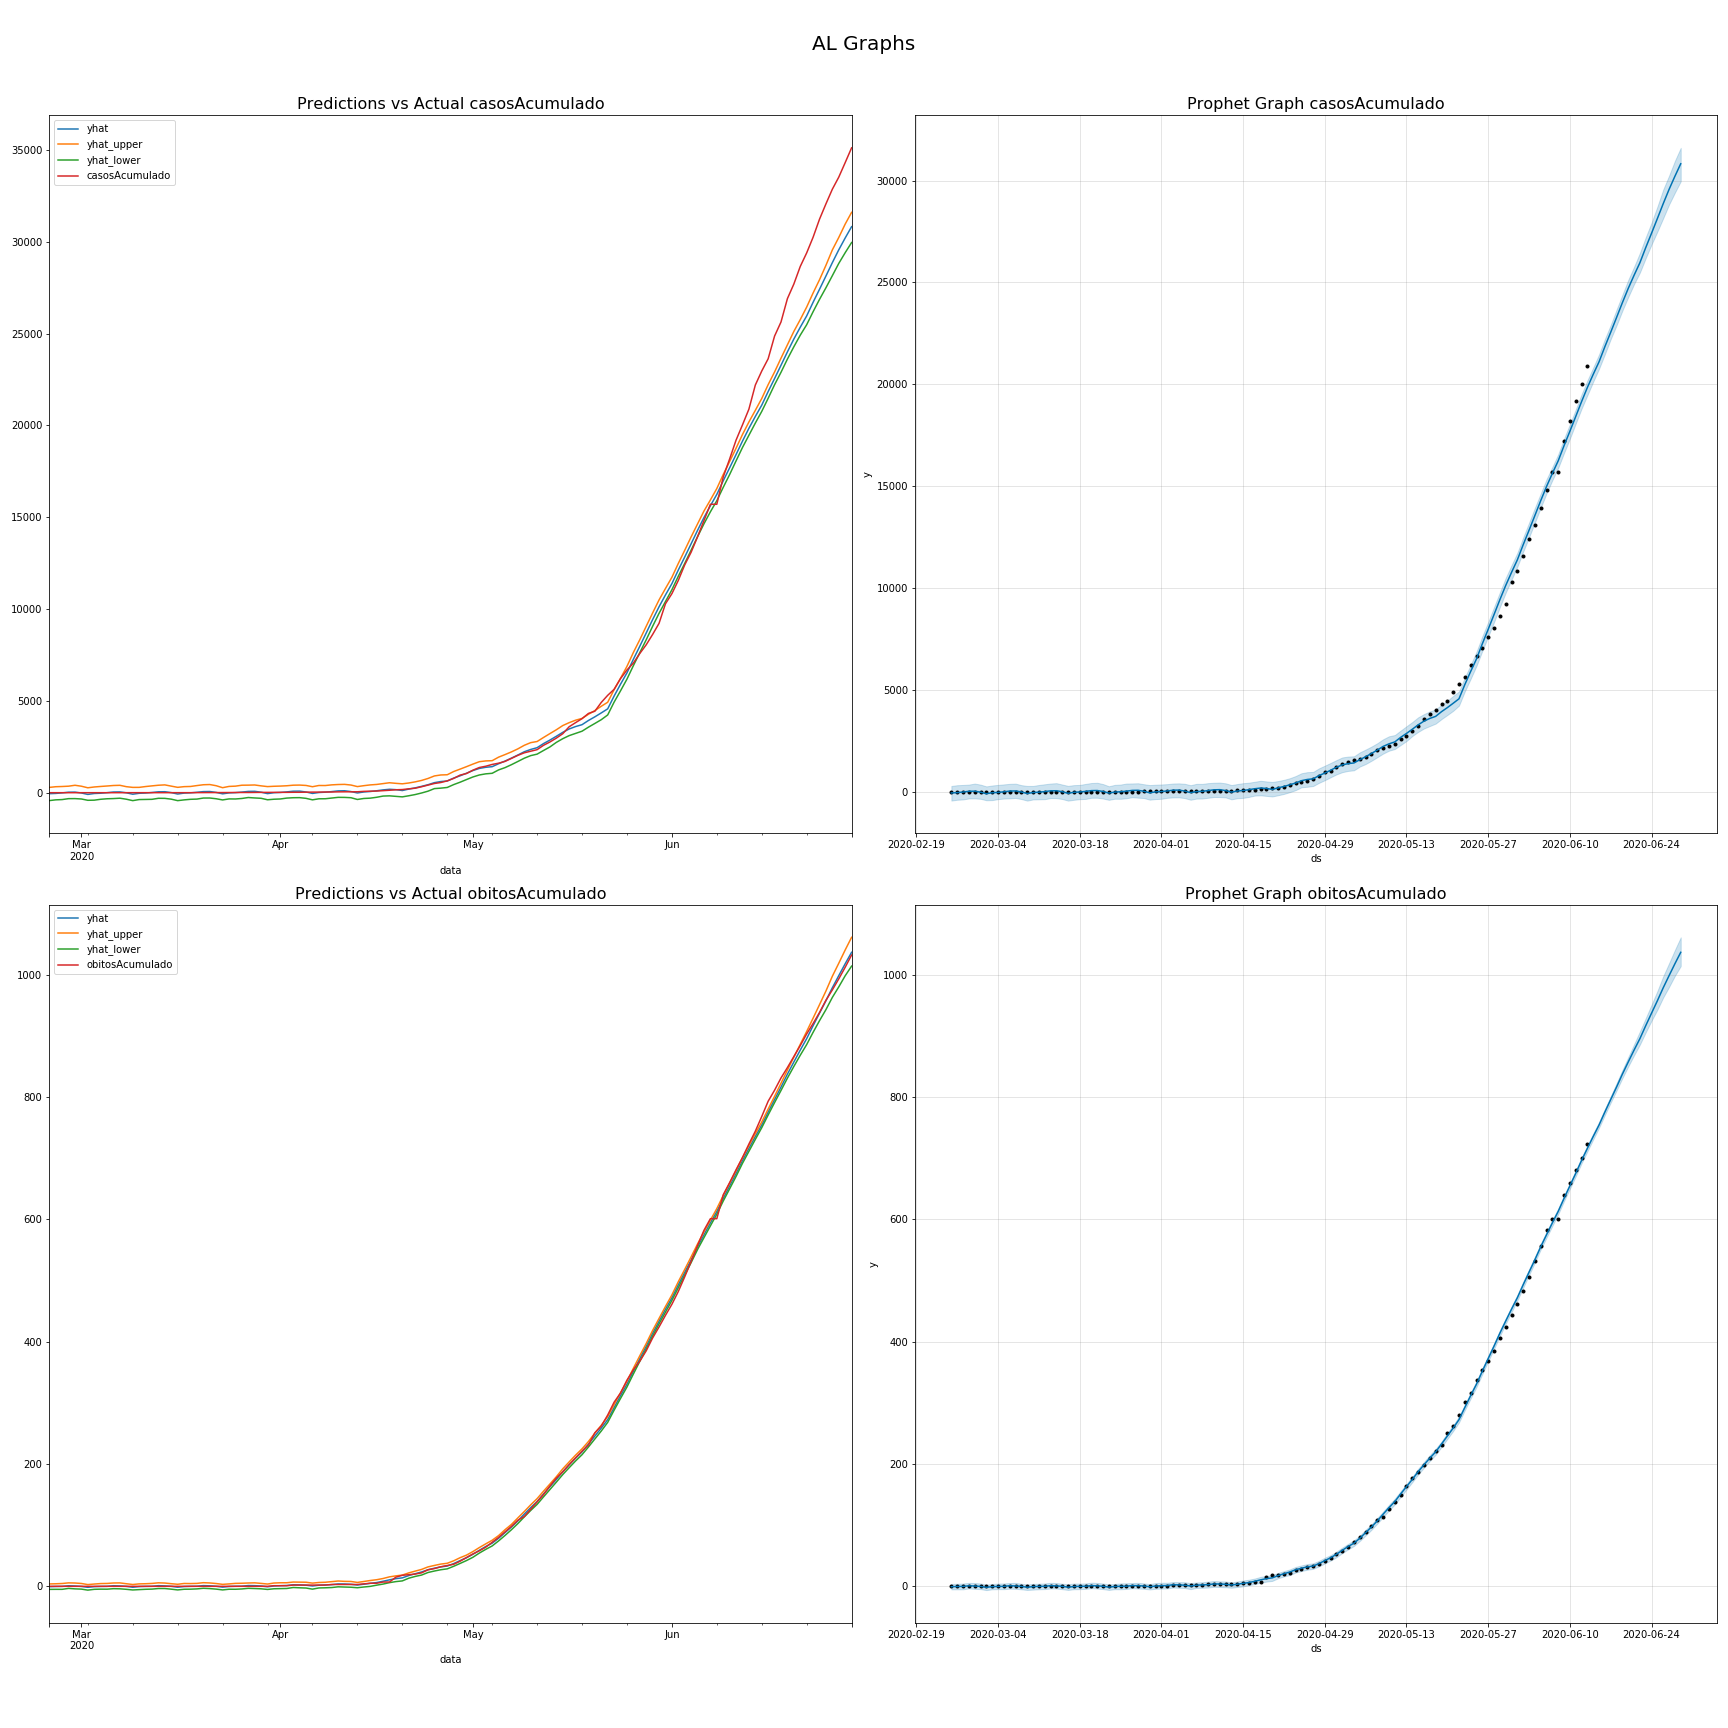 AL Graphs
Predictions vs Actual casosAcumulado
yhat
yhat_upper
yhat_lower
casosAcumulado
35000
30000
25000
20000
15000
10000
5000
0
Mar
2020
Apr
May
Jun
data
Prophet Graph casosAcumulado
y
30000
25000
20000
15000
10000
5000
0
2020-02-19 2020-03-04 2020-03-18 2020-04-01 2020-04-15 2020-04-29 2020-05-13 2020-05-27 2020-06-10 2020-06-24
ds
Predictions vs Actual obitosAcumulado
yhat
yhat_upper
yhat_lower
obitosAcumulado
1000
800
600
400
200
0
Mar
2020
Apr
May
Jun
data
Prophet Graph obitosAcumulado
y
1000
800
600
400
200
0
2020-02-19 2020-03-04 2020-03-18 2020-04-01 2020-04-15 2020-04-29 2020-05-13 2020-05-27 2020-06-10 2020-06-24
ds